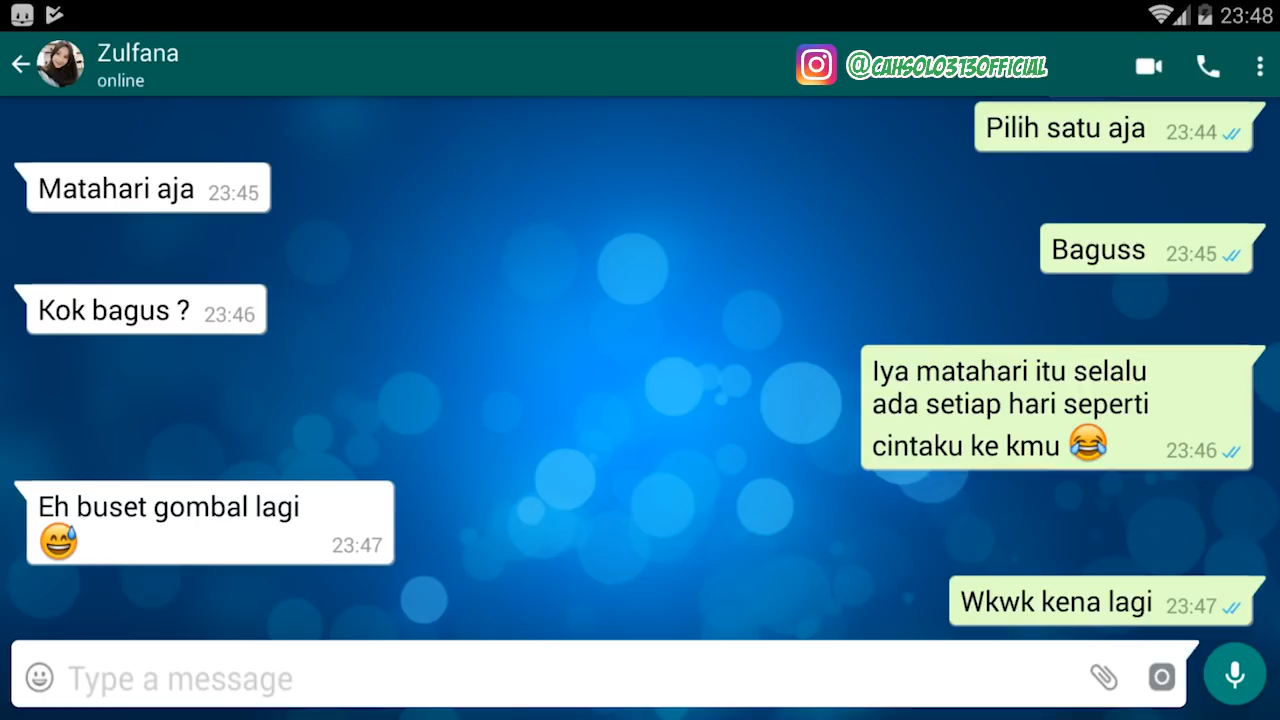 23:48
Zulfana
online
@CAHSOLO313OFFICIAL
Pilih satu aja 23:44
Matahari aja 23:45
Baguss 23:45
Kok bagus ? 23:46
Iya matahari itu selalu
ada setiap hari seperti
cintaku ke kmu 😂 23:46
Eh buset gombal lagi
😅 23:47
Wkwk kena lagi 23:47
Type a message